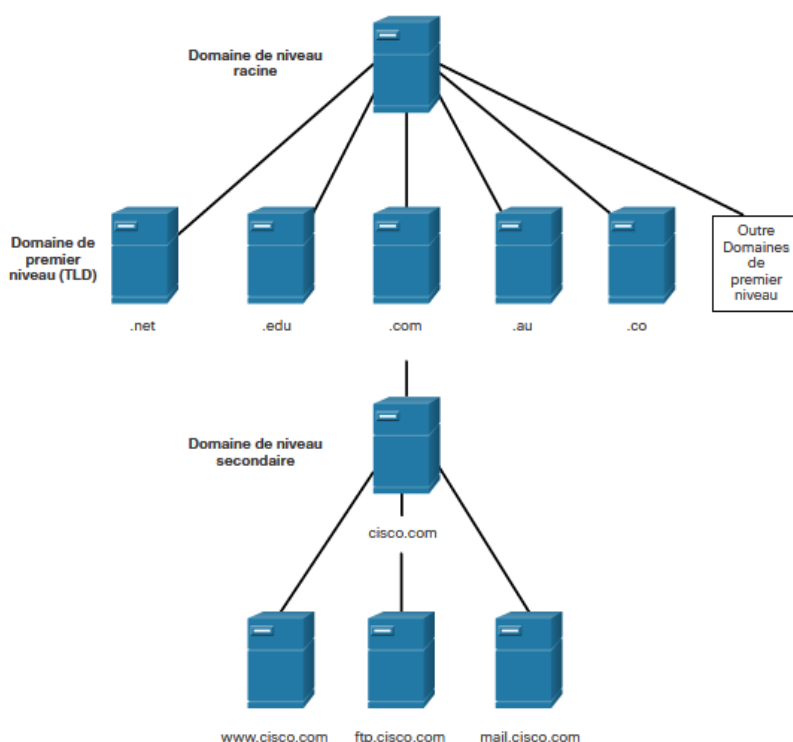 Domaine de niveau
racine
Domaine de
premier
niveau (TLD)
Outre
Domaines
de
premier
niveau
.net
.edu
.com
.au
.co
Domaine de niveau
secondaire
cisco.com
www.cisco.com
ftp.cisco.com
mail.cisco.com